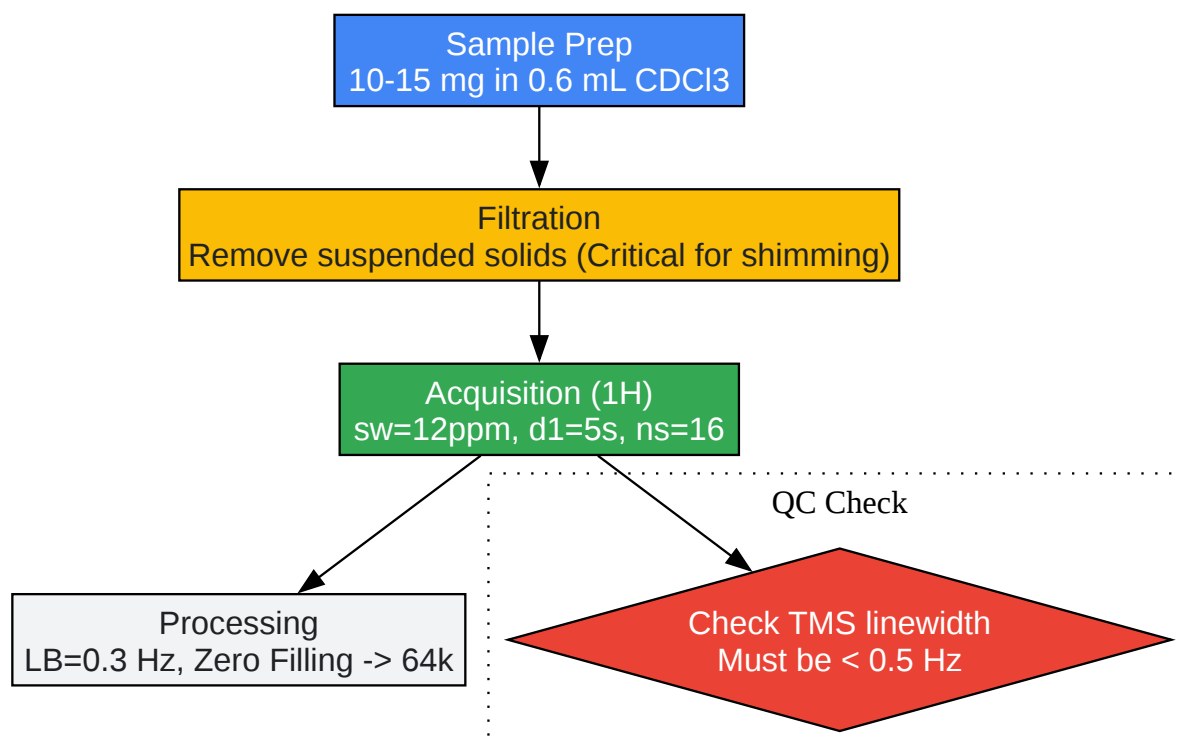 Sample Prep
10-15 mg in 0.6 mL CDCl3
Filtration
Remove suspended solids (Critical for shimming)
Acquisition (1H)
sw=12ppm, d1=5s, ns=16
QC Check
Processing
LB=0.3 Hz, Zero Filling -> 64k
Check TMS linewidth
Must be < 0.5 Hz